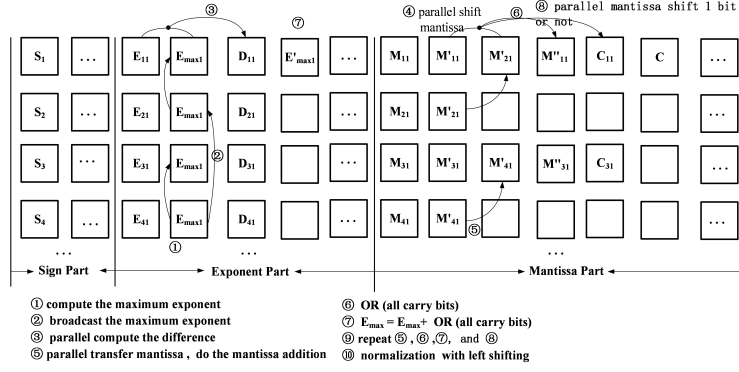 ③ ⑦ ④ parallel shift mantissa ⑥ ⑧ parallel mantissa shift 1 bit or not
S1 ... E11 Emax1 D11 E'max1 ... M11 M'11 M'21 M''11 C11 C ...
S2 ... E21 Emax1 D21 ... M21 M'21 ...
②
S3 ... E31 Emax1 D31 ... M31 M'31 M'41 M''31 C31 ...
S4 ... E41 Emax1 D41 ... M41 M'41 ...
① ⑤
... ... ...
Sign Part Exponent Part Mantissa Part
① compute the maximum exponent
② broadcast the maximum exponent
③ parallel compute the difference
⑤ parallel transfer mantissa , do the mantissa addition
⑥ OR (all carry bits)
⑦ Emax = Emax+ OR (all carry bits)
⑨ repeat ⑤ , ⑥ ,⑦, and ⑧
⑩ normalization with left shifting